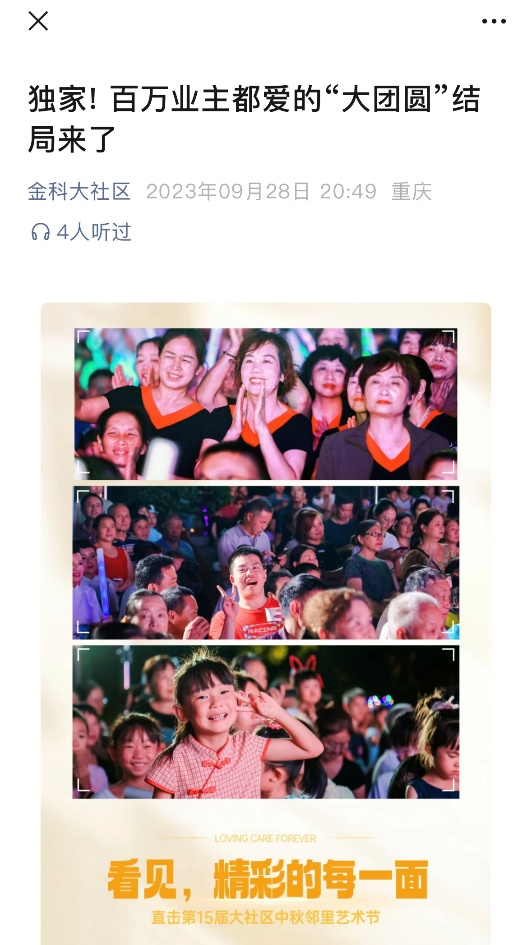 独家！百万业主都爱的“大团圆”结
局来了
金科大社区 2023年09月28日 20:49 重庆
4人听过
RACING
LOVING CARE FOREVER
看见，精彩的每一面
直击第15届大社区中秋邻里艺术节